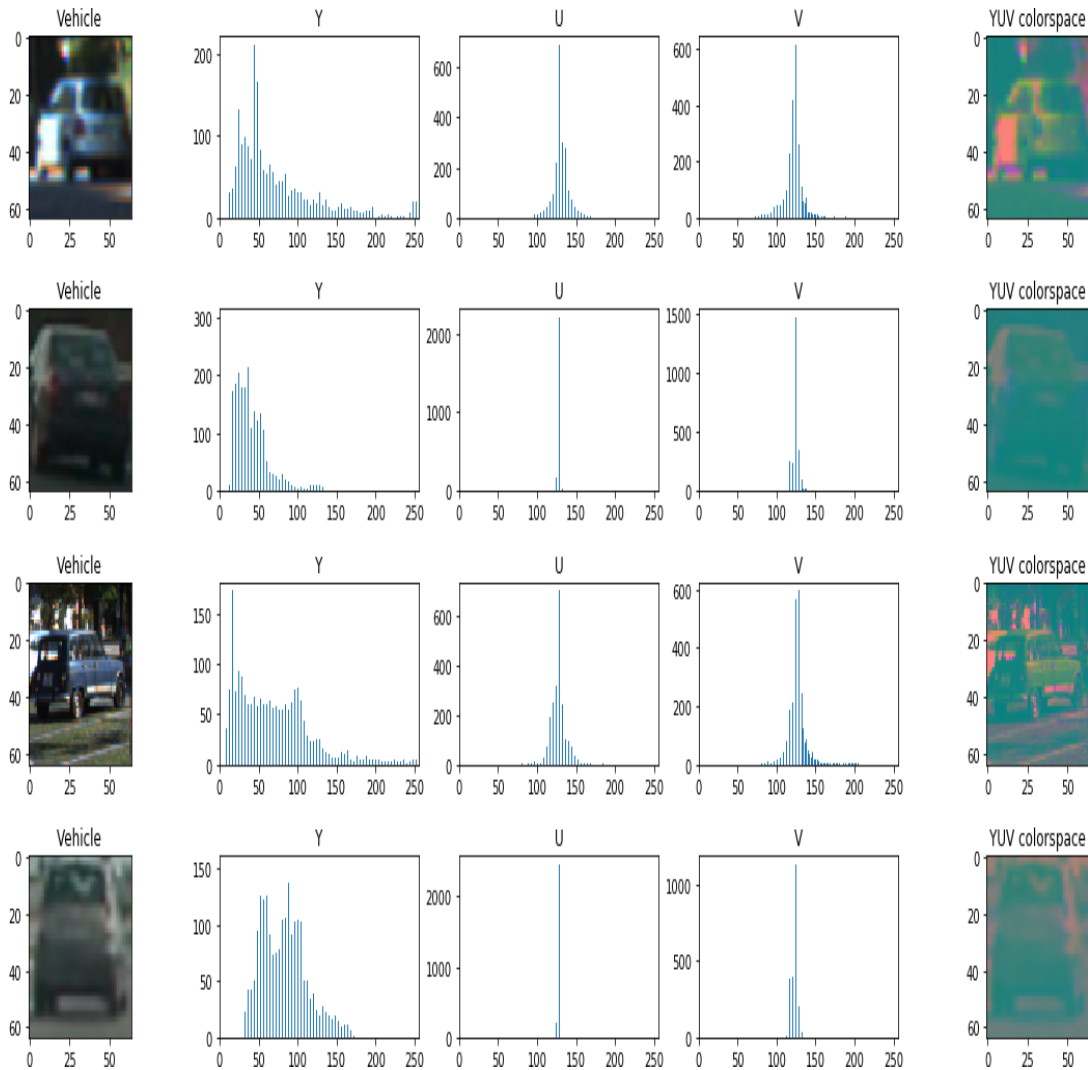 Vehicle Y U V YUV colorspace
0 200 600 600 0
20 400 400 20
40 100 200 200 40
60 0 0 0 60
0 25 50 0 50 100 150 200 250 0 50 100 150 200 250 0 50 100 150 200 250 0 25 50
Vehicle Y U V YUV colorspace
0 300 2000 1500 0
20 200 1000 1000 20
40 100 500 40
60 0 0 0 60
0 25 50 0 50 100 150 200 250 0 50 100 150 200 250 0 50 100 150 200 250 0 25 50
Vehicle Y U V YUV colorspace
0 150 600 600 0
20 100 400 400 20
40 50 200 200 40
60 0 0 0 60
0 25 50 0 50 100 150 200 250 0 50 100 150 200 250 0 50 100 150 200 250 0 25 50
Vehicle Y U V YUV colorspace
0 150 2000 1000 0
20 100 1000 500 20
40 50 40
60 0 0 0 60
0 25 50 0 50 100 150 200 250 0 50 100 150 200 250 0 50 100 150 200 250 0 25 50